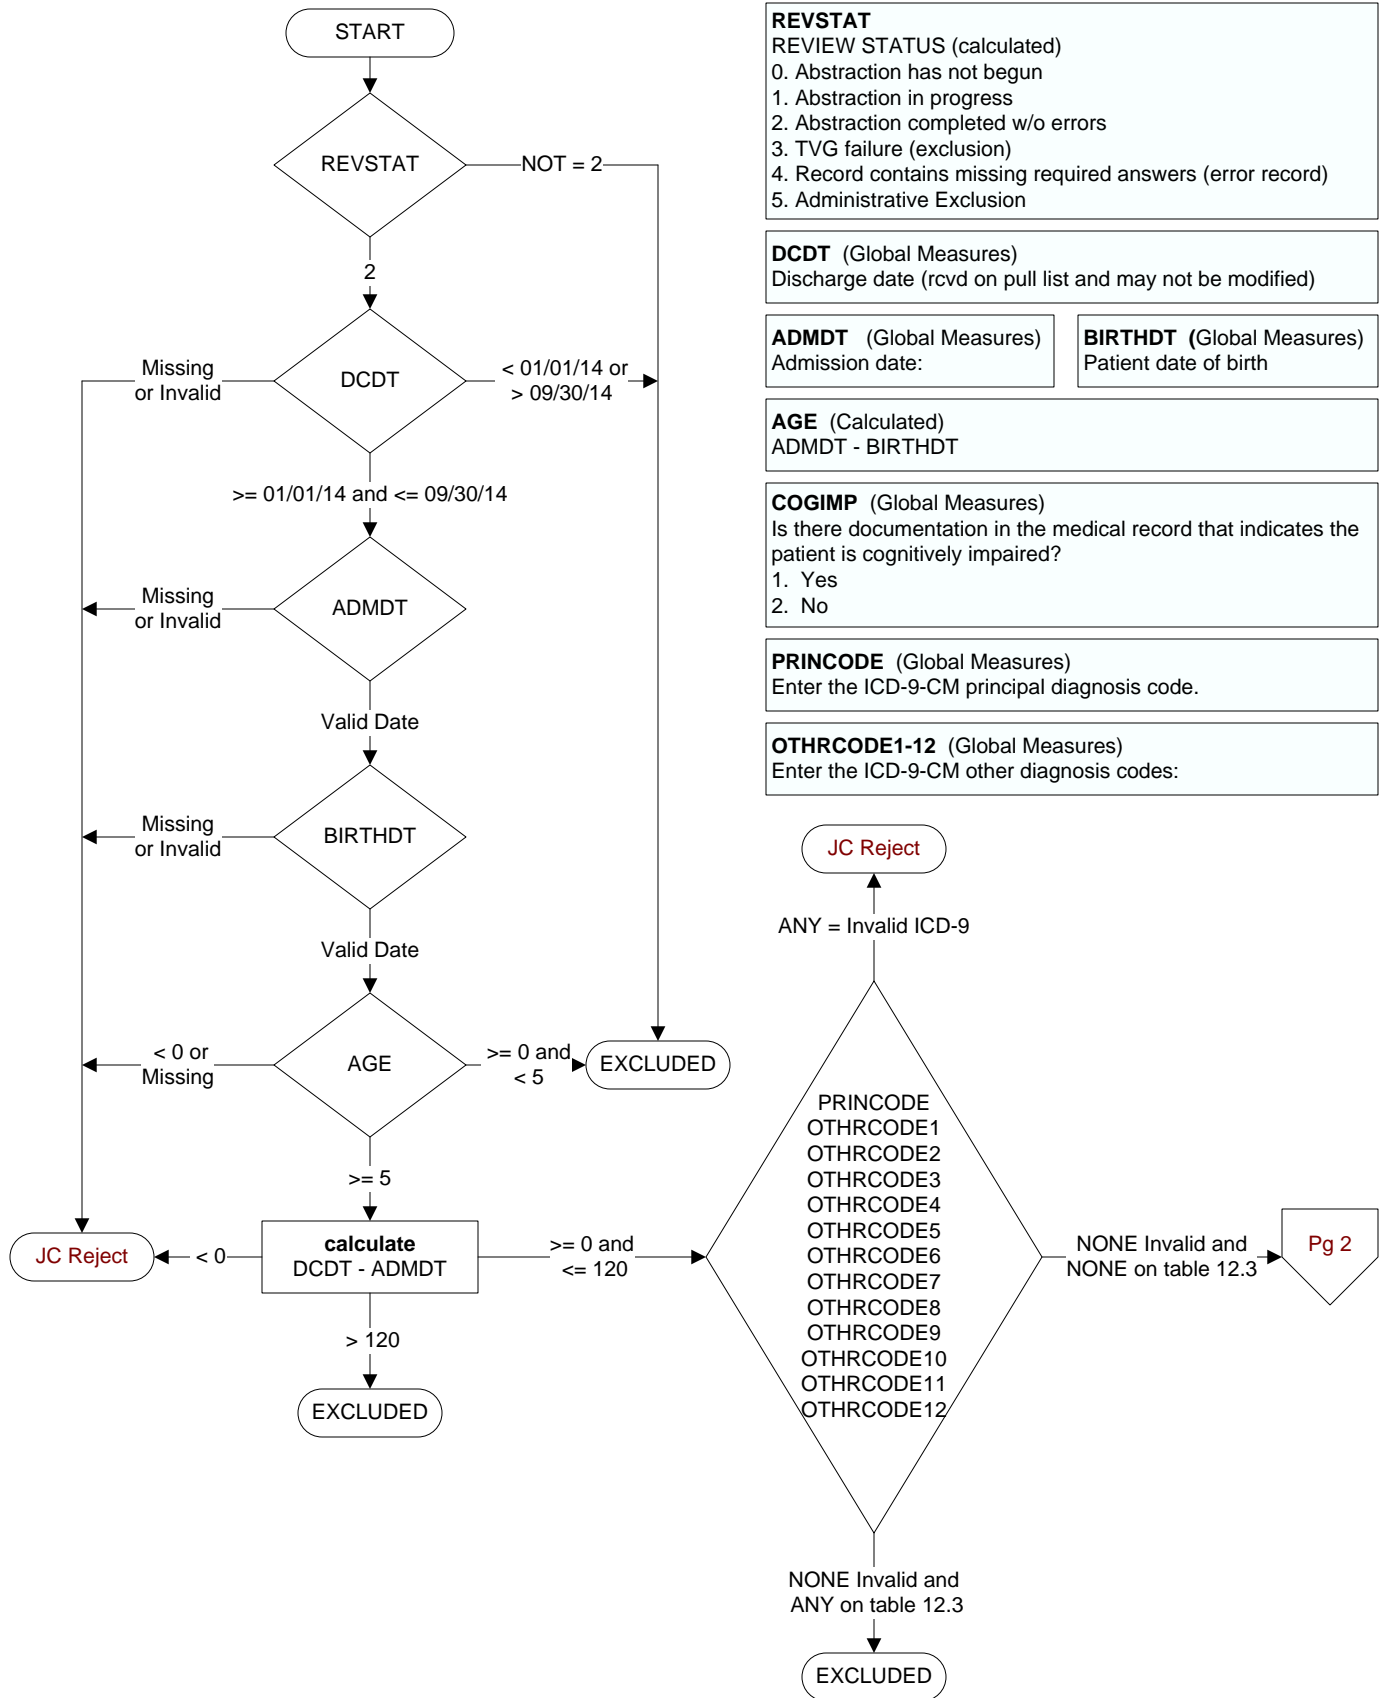 START
REVSTAT
NOT = 2
2
DCDT
Missing
or Invalid
< 01/01/14 or
> 09/30/14
>= 01/01/14 and <= 09/30/14
ADMDT
Missing
or Invalid
Valid Date
BIRTHDT
Missing
or Invalid
Valid Date
AGE
< 0 or
Missing
>= 0 and
< 5
EXCLUDED
>= 5
calculate
DCDT - ADMDT
< 0
JC Reject
>= 0 and
<= 120
> 120
EXCLUDED
REVSTAT
REVIEW STATUS (calculated)
0. Abstraction has not begun
1. Abstraction in progress
2. Abstraction completed w/o errors
3. TVG failure (exclusion)
4. Record contains missing required answers (error record)
5. Administrative Exclusion
DCDT (Global Measures)
Discharge date (rcvd on pull list and may not be modified)
ADMDT (Global Measures)
Admission date:
BIRTHDT (Global Measures)
Patient date of birth
AGE (Calculated)
ADMDT - BIRTHDT
COGIMP (Global Measures)
Is there documentation in the medical record that indicates the
patient is cognitively impaired?
1. Yes
2. No
PRINCODE (Global Measures)
Enter the ICD-9-CM principal diagnosis code.
OTHRCODE1-12 (Global Measures)
Enter the ICD-9-CM other diagnosis codes:
JC Reject
ANY = Invalid ICD-9
PRINCODE
OTHRCODE1
OTHRCODE2
OTHRCODE3
OTHRCODE4
OTHRCODE5
OTHRCODE6
OTHRCODE7
OTHRCODE8
OTHRCODE9
OTHRCODE10
OTHRCODE11
OTHRCODE12
NONE Invalid and
NONE on table 12.3
Pg 2
NONE Invalid and
ANY on table 12.3
EXCLUDED